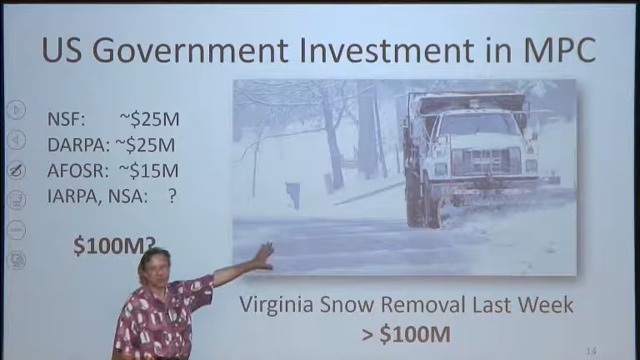 US Government Investment in MPC
NSF: ~$25M
DARPA: ~$25M
AFOSR: ~$15M
IARPA, NSA: ?
$100M?
Virginia Snow Removal Last Week
> $100M
14